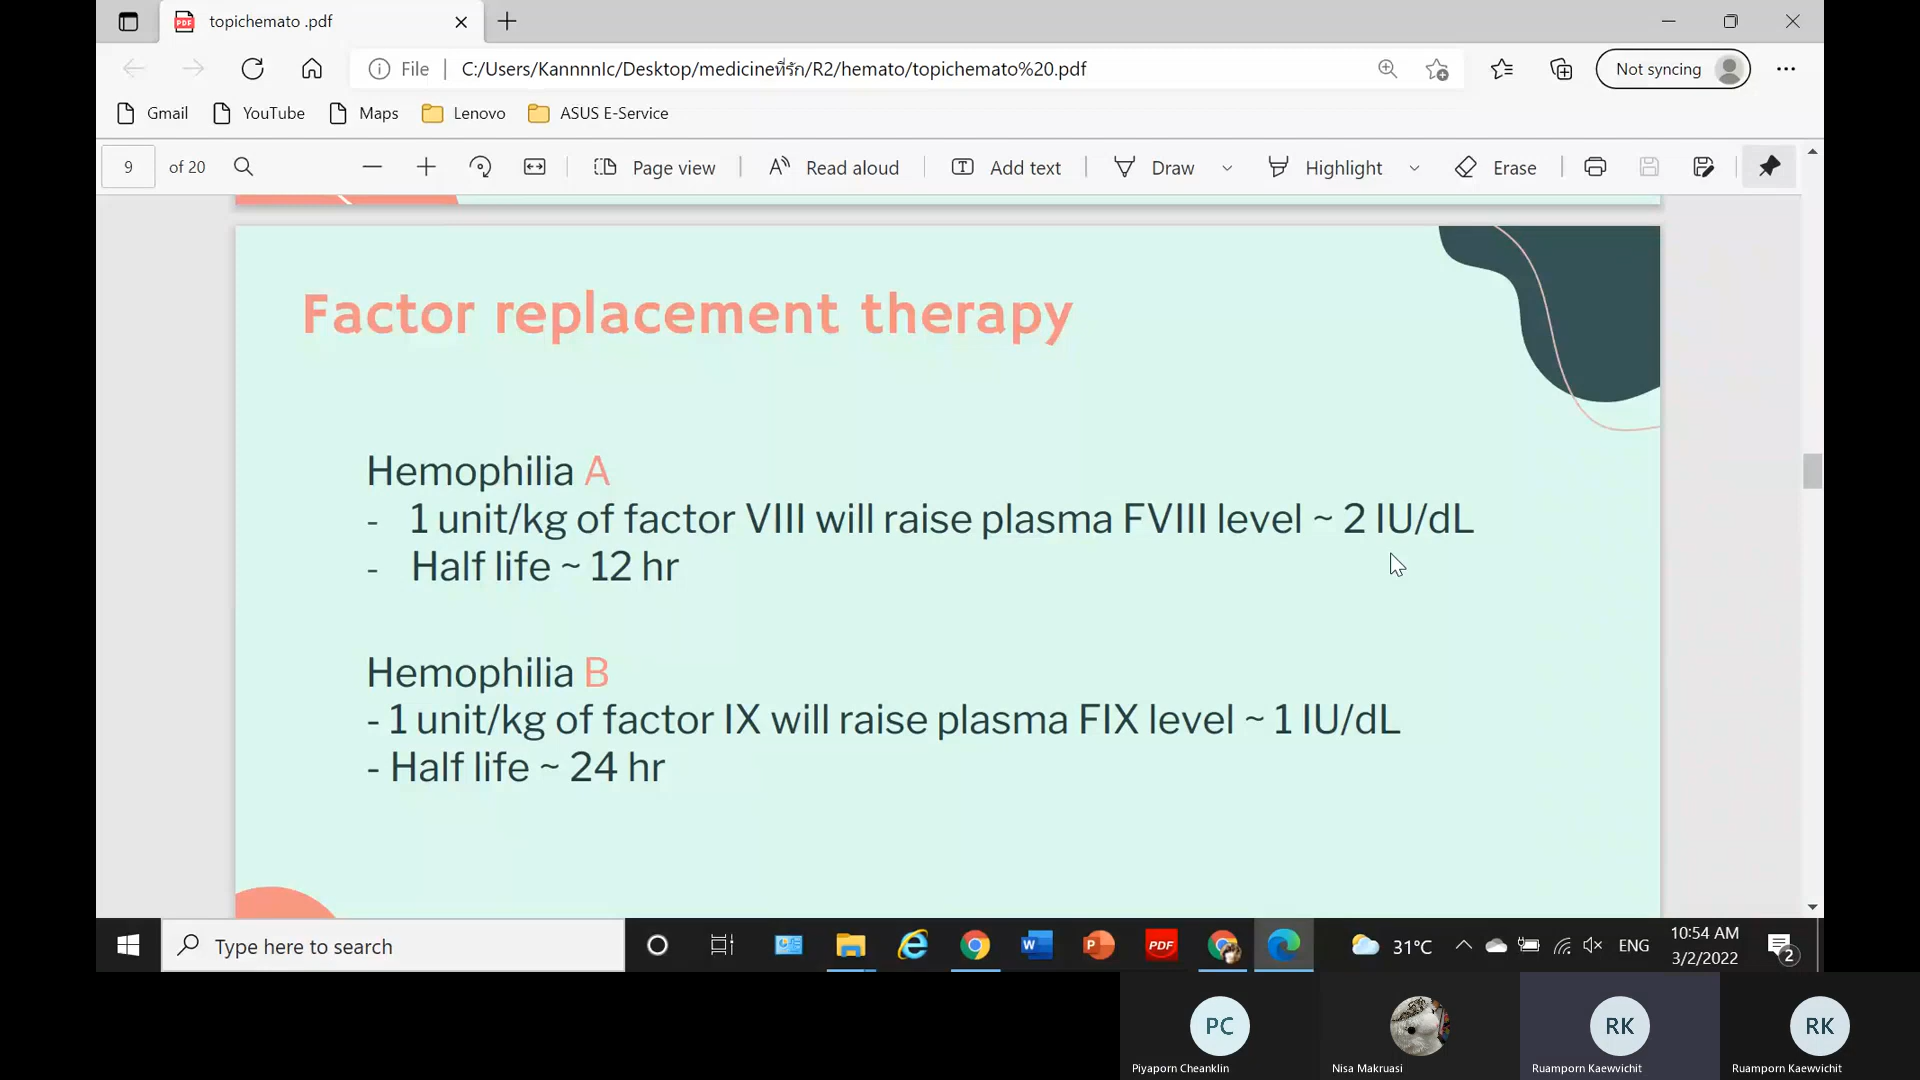 topichemato .pdf
File
C:/Users/KannnnIc/Desktop/medicineที่รัก/R2/hemato/topichemato%20.pdf
Not syncing
Gmail
YouTube
Maps
Lenovo
ASUS E-Service
9
of 20
Page view
Read aloud
Add text
Draw
Highlight
Erase
Factor replacement therapy
Hemophilia A
- 1 unit/kg of factor VIII will raise plasma FVIII level ~ 2 IU/dL
- Half life ~ 12 hr
Hemophilia B
- 1 unit/kg of factor IX will raise plasma FIX level ~ 1 IU/dL
- Half life ~ 24 hr
Type here to search
PDF
31°C
ENG
10:54 AM
3/2/2022
2
PC
RK
RK
Piyaporn Cheanklin
Nisa Makruasi
Ruamporn Kaewvichit
Ruamporn Kaewvichit